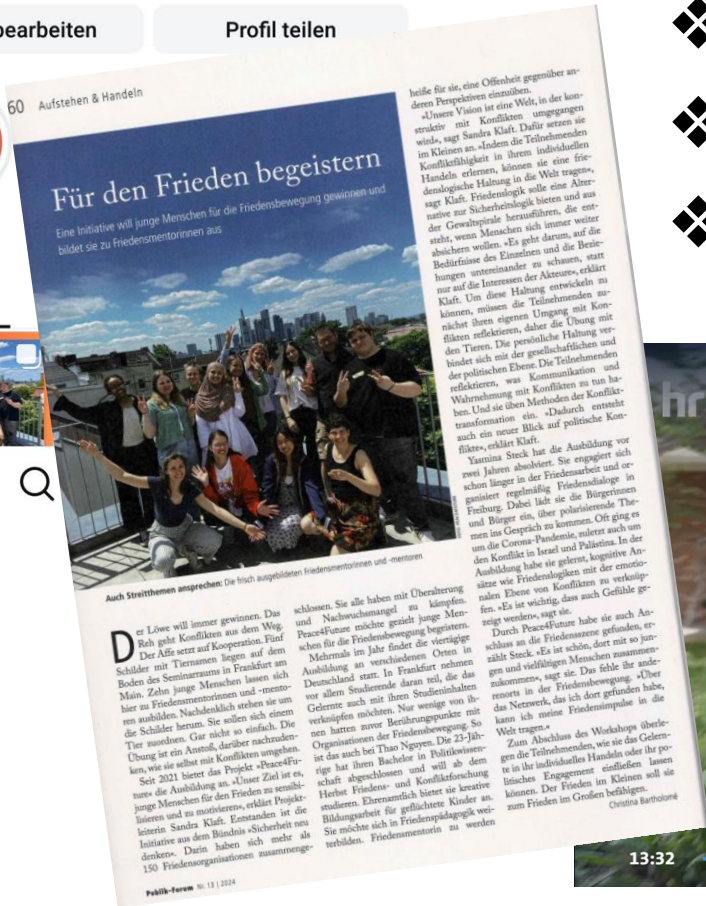 bearbeiten
Profil teilen
60 Aufstehen & Handeln
Für den Frieden begeistern
Eine Initiative will junge Menschen für die Friedensbewegung gewinnen und
bildet sie zu Friedensmentorinnen aus
Auch Streitthemen ansprechen: Die frisch ausgebildeten Friedensmentorinnen und -mentoren
Der Löwe will immer gewinnen. Das
Reh geht Konflikten aus dem Weg.
Der Affe setzt auf Kooperation. Fünf
Schilder mit Tiernamen liegen auf dem
Boden des Seminarraums in Frankfurt am
Main. Zehn junge Menschen lassen sich
hier zu Friedensmentorinnen und -mento-
ren ausbilden. Nachdenklich stehen sie um
die Schilder herum. Sie sollen sich einem
Tier zuordnen. Gar nicht so einfach. Die
Übung ist ein Anstoß, darüber nachzuden-
ken, wie sie selbst mit Konflikten umgehen.
Seit 2021 bietet das Projekt »Peace4Fu-
ture« die Ausbildung an. »Unser Ziel ist es,
junge Menschen für den Frieden zu sensibi-
lisieren und zu motivieren«, erklärt Projekt-
leiterin Sandra Klaft. Entstanden ist die
Initiative aus dem Bündnis »Sicherheit neu
denken«. Darin haben sich mehr als
150 Friedensorganisationen zusammenge-
schlossen. Sie alle haben mit Überalterung
und Nachwuchsmangel zu kämpfen.
Peace4Future möchte gezielt junge Men-
schen für die Friedensbewegung begeistern.
Mehrmals im Jahr findet die viertägige
Ausbildung an verschiedenen Orten in
Deutschland statt. In Frankfurt nehmen
vor allem Studierende daran teil, die das
Gelernte auch mit ihren Studieninhalten
verknüpfen möchten. Nur wenige von ih-
nen hatten zuvor Berührungspunkte mit
Organisationen der Friedensbewegung. So
ist das auch bei Thao Nguyen. Die 23-Jäh-
rige hat ihren Bachelor in Politikwissen-
schaft abgeschlossen und will ab dem
Herbst Friedens- und Konfliktforschung
studieren. Ehrenamtlich bietet sie kreative
Bildungsarbeit für geflüchtete Kinder an.
Sie möchte sich in Friedenspädagogik wei-
terbilden. Friedensmentorin zu werden
heiße für sie, eine Offenheit gegenüber an-
deren Perspektiven einzuüben.
»Unsere Vision ist eine Welt, in der kon-
struktiv mit Konflikten umgegangen
wird«, sagt Sandra Klaft. Dafür setzen sie
im Kleinen an. »Indem die Teilnehmenden
Konfliktfähigkeit in ihrem individuellen
Handeln erlernen, können sie eine frie-
denslogische Haltung in die Welt tragen«,
sagt Klaft. Friedenslogik solle eine Alter-
native zur Sicherheitslogik bieten und aus
der Gewaltspirale herausführen, die ent-
steht, wenn Menschen sich immer weiter
absichern wollen. »Es geht darum, auf die
Bedürfnisse des Einzelnen und die Bezie-
hungen untereinander zu schauen, statt
nur auf die Interessen der Akteure«, erklärt
Klaft. Um diese Haltung entwickeln zu
können, müssen die Teilnehmenden zu-
nächst ihren eigenen Umgang mit Kon-
flikten reflektieren, daher die Übung mit
den Tieren. Die persönliche Haltung ver-
bindet sich mit der gesellschaftlichen und
der politischen Ebene. Die Teilnehmenden
reflektieren, was Kommunikation und
Wahrnehmung mit Konflikten zu tun ha-
ben. Und sie üben Methoden der Konflikt-
transformation ein. »Dadurch entsteht
auch ein neuer Blick auf politische Kon-
flikte«, erklärt Klaft.
Yasmina Steck hat die Ausbildung vor
zwei Jahren absolviert. Sie engagiert sich
schon länger in der Friedensarbeit und or-
ganisiert regelmäßig Friedensdialoge in
Freiburg. Dabei lädt sie die Bürgerinnen
und Bürger ein, über polarisierende The-
men ins Gespräch zu kommen. Oft ging es
um die Corona-Pandemie, zuletzt auch um
den Konflikt in Israel und Palästina. In der
Ausbildung habe sie gelernt, kognitive An-
sätze wie Friedenslogiken mit der emotio-
nalen Ebene von Konflikten zu verknüp-
fen. »Es ist wichtig, dass auch Gefühle ge-
zeigt werden«, sagt sie.
Durch Peace4Future habe sie auch An-
schluss an die Friedensszene gefunden, er-
zählt Steck. »Es ist schön, dort mit so jun-
gen und vielfältigen Menschen zusammen-
zukommen«, sagt sie. Das fehle ihr ande-
renorts in der Friedensbewegung. »Über
das Netzwerk, das ich dort gefunden habe,
kann ich meine Friedensimpulse in die
Welt tragen.«
Zum Abschluss des Workshops überle-
gen die Teilnehmenden, wie sie das Gelern-
te in ihr individuelles Handeln oder ihr po-
litisches Engagement einfließen lassen
können. Der Frieden im Kleinen soll sie
zum Frieden im Großen befähigen.
Christina Bartholomé
Publik-Forum Nr. 13 | 2024
hr
13:32